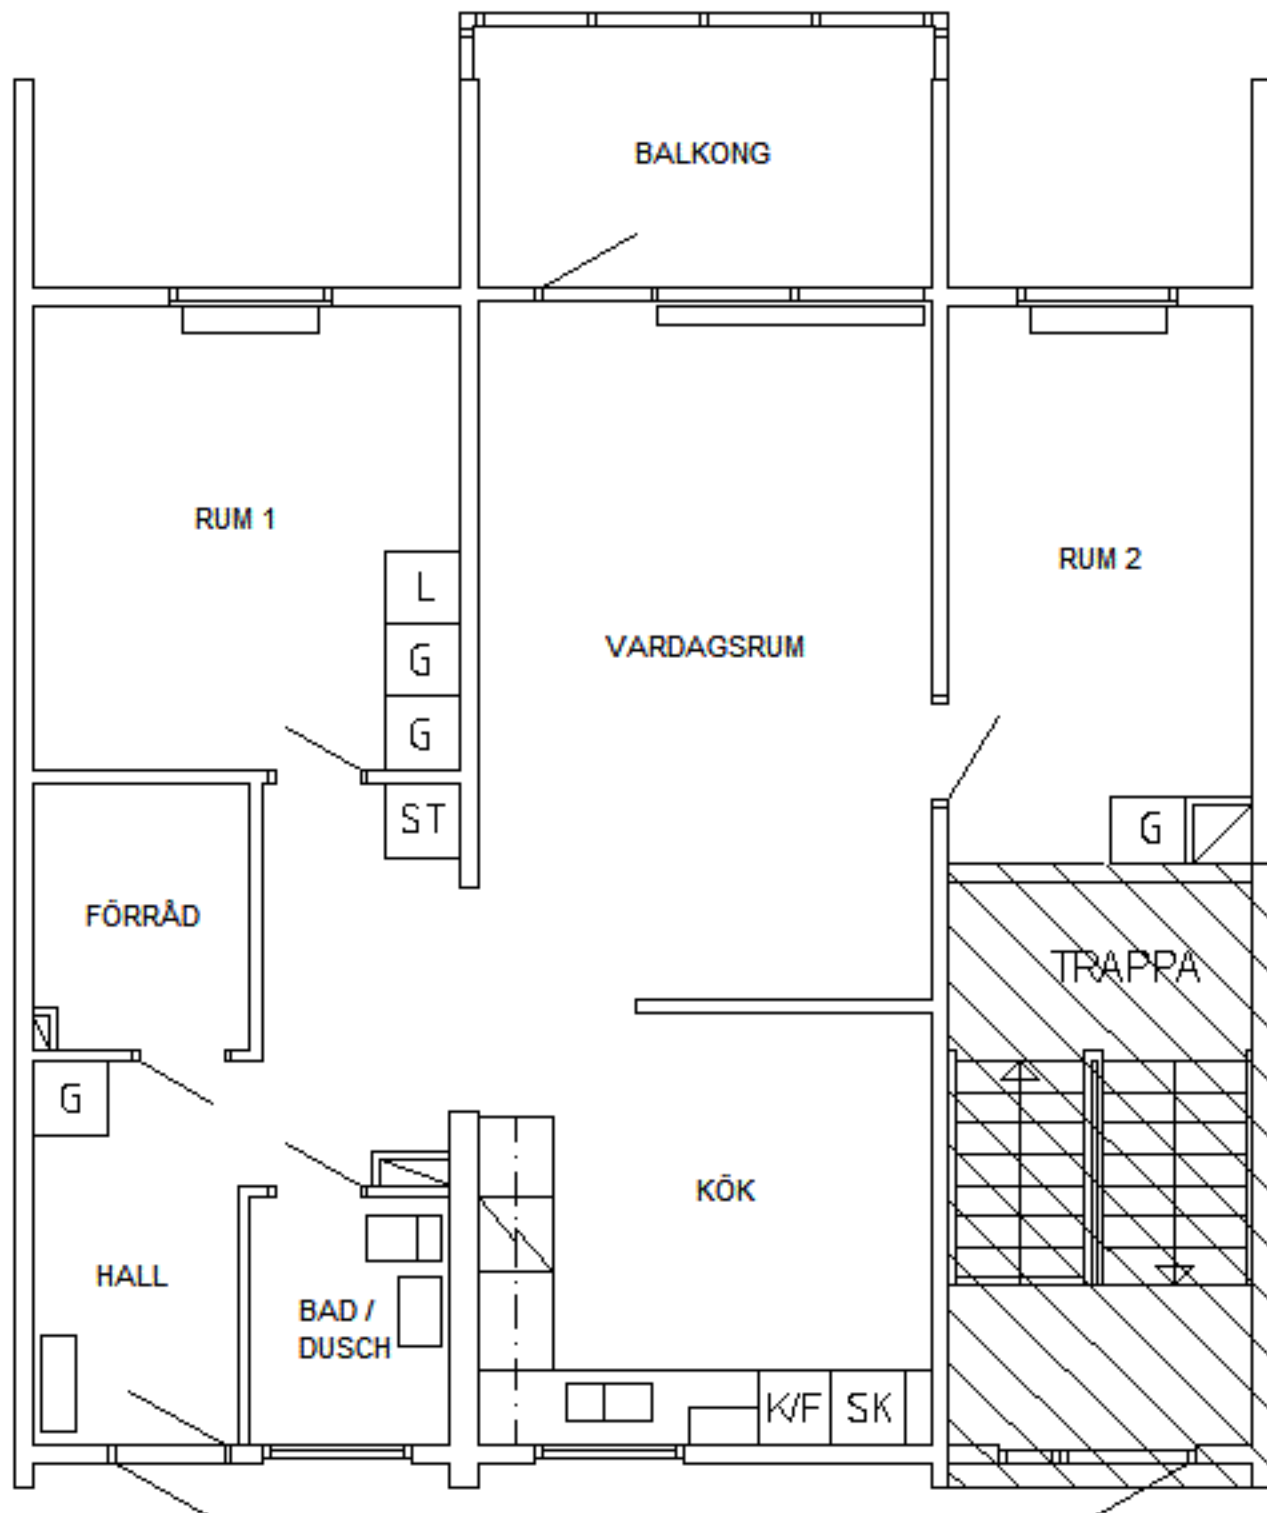 BALKONG
RUM 1
RUM 2
L
VARDAGSRUM
G
G
ST
G
FÖRRÅD
TRAPPA
G
KÖK
HALL
BAD /
DUSCH
K/F
SK